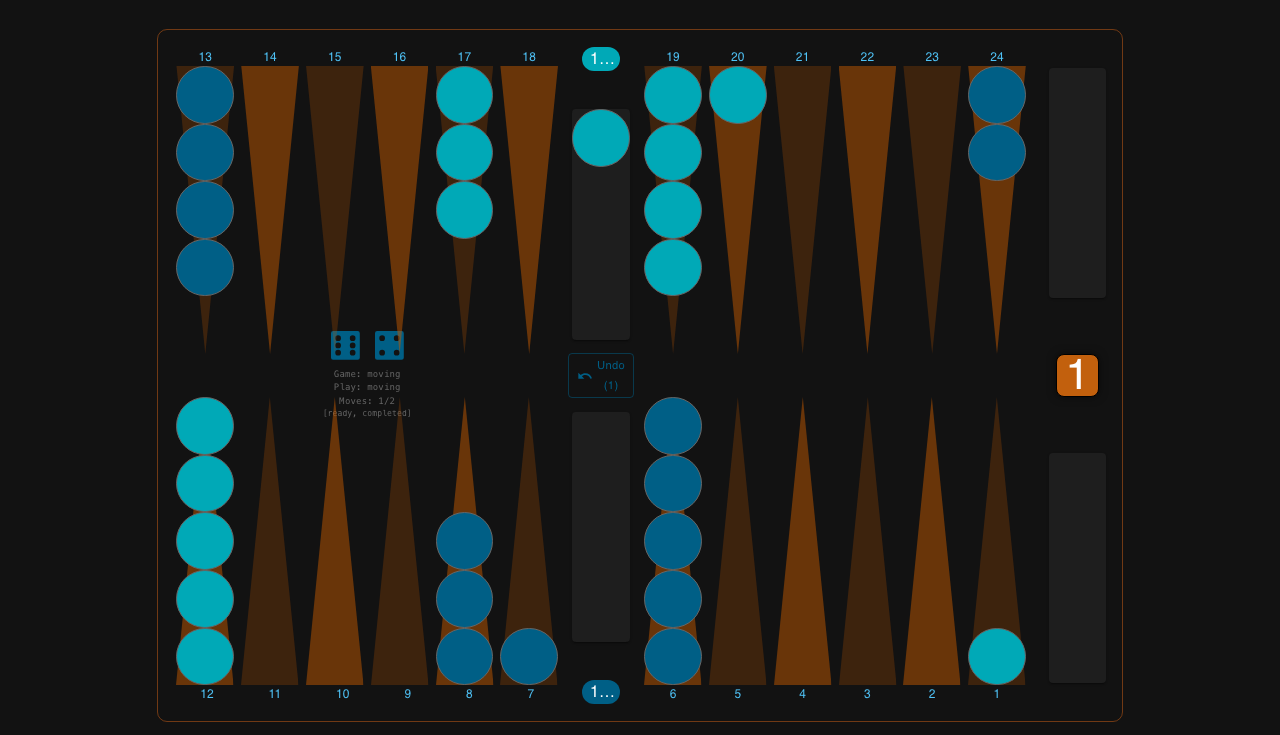 13 14 15 16 17 18 1... 19 20 21 22 23 24
Game: moving
Play: moving
Moves: 1/2
[ready, completed]
Undo
(1)
1
12 11 10 9 8 7 1... 6 5 4 3 2 1